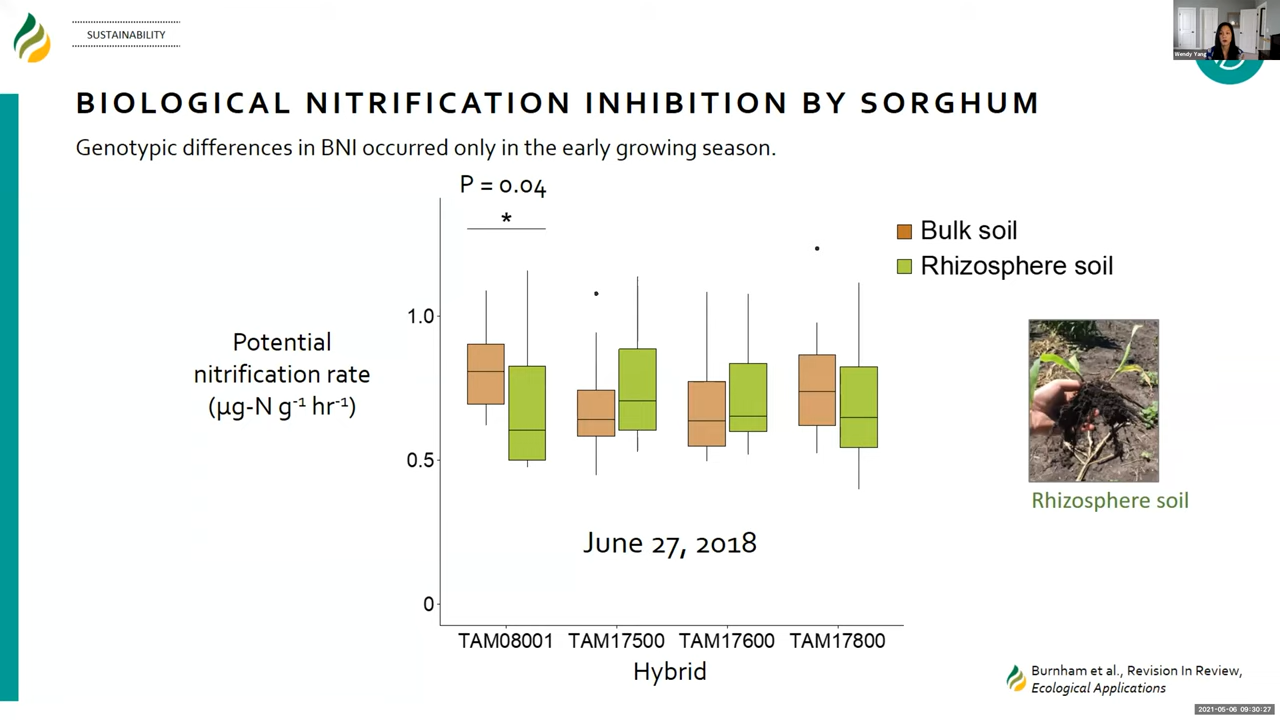 SUSTAINABILITY
Wendy Yang
BIOLOGICAL NITRIFICATION INHIBITION BY SORGHUM
Genotypic differences in BNI occurred only in the early growing season.
P = 0.04
*
Bulk soil
Rhizosphere soil
1.0
Potential
nitrification rate
(µg-N g⁻¹ hr⁻¹)
0.5
Rhizosphere soil
June 27, 2018
0
TAM08001 TAM17500 TAM17600 TAM17800
Hybrid
Burnham et al., Revision In Review,
Ecological Applications
2021-05-06 09:30:27